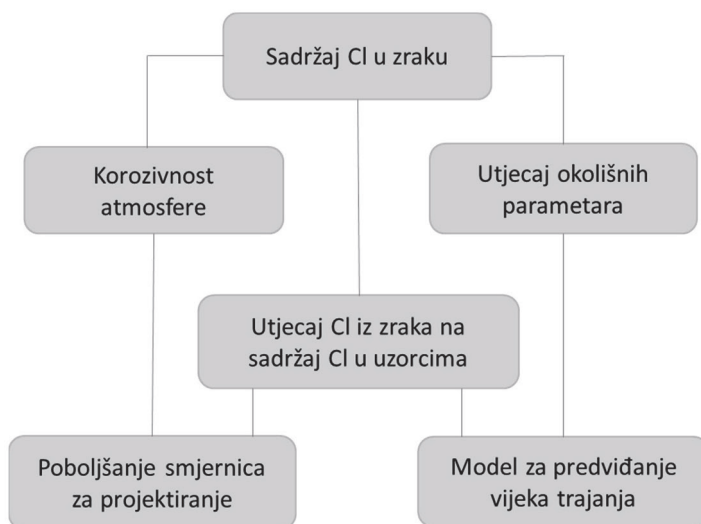 Sadržaj Cl u zraku
Korozivnost
atmosfere
Utjecaj okolišnih
parametara
Utjecaj Cl iz zraka na
sadržaj Cl u uzorcima
Poboljšanje smjernica
za projektiranje
Model za predviđanje
vijeka trajanja